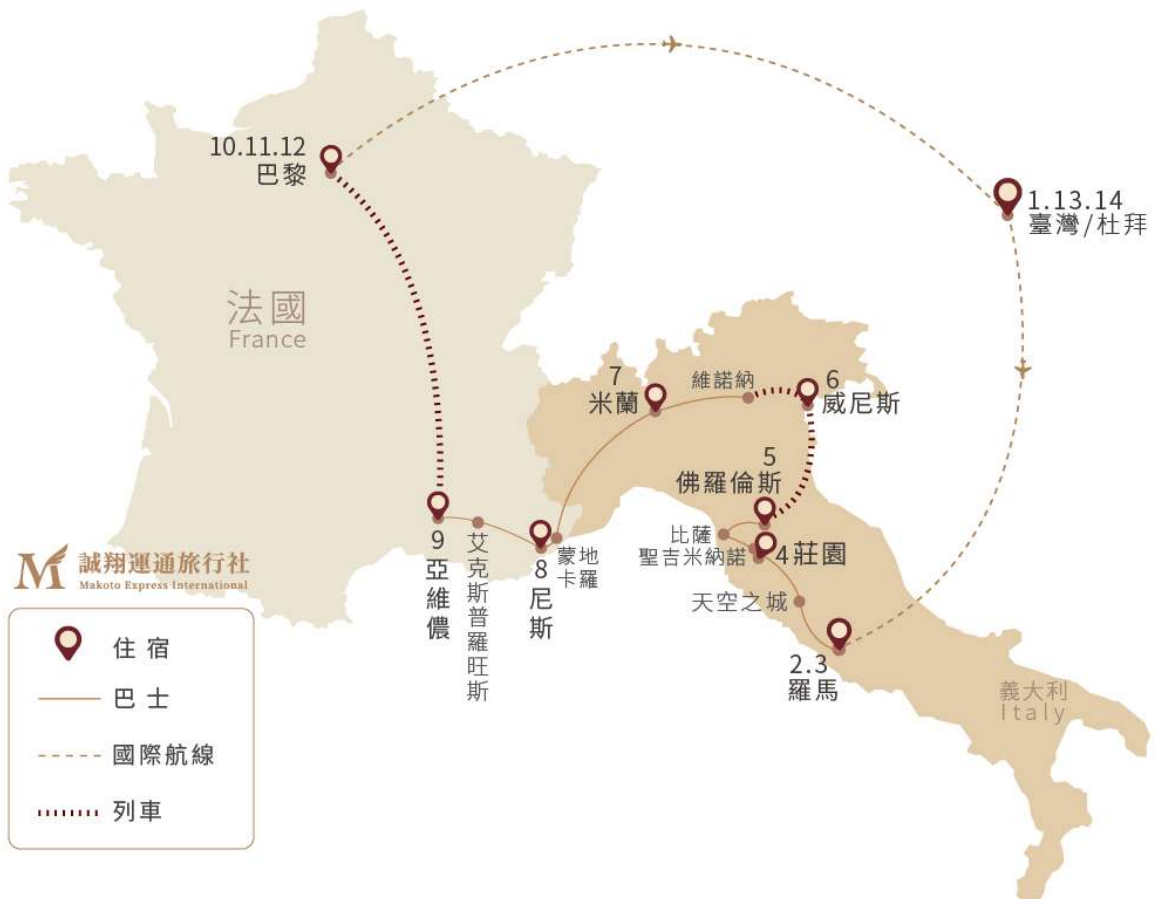 10.11.12
巴黎
1.13.14
臺灣/杜拜
法國
France
7
米蘭
維諾納
6
威尼斯
5
佛羅倫斯
比薩
聖吉米納諾
4莊園
天空之城
2.3
羅馬
義大利
Italy
9
亞維儂
艾克斯普羅旺斯
8
尼斯
蒙地
卡羅
M 誠翔運通旅行社
Makoto Express International
住宿
巴士
國際航線
列車